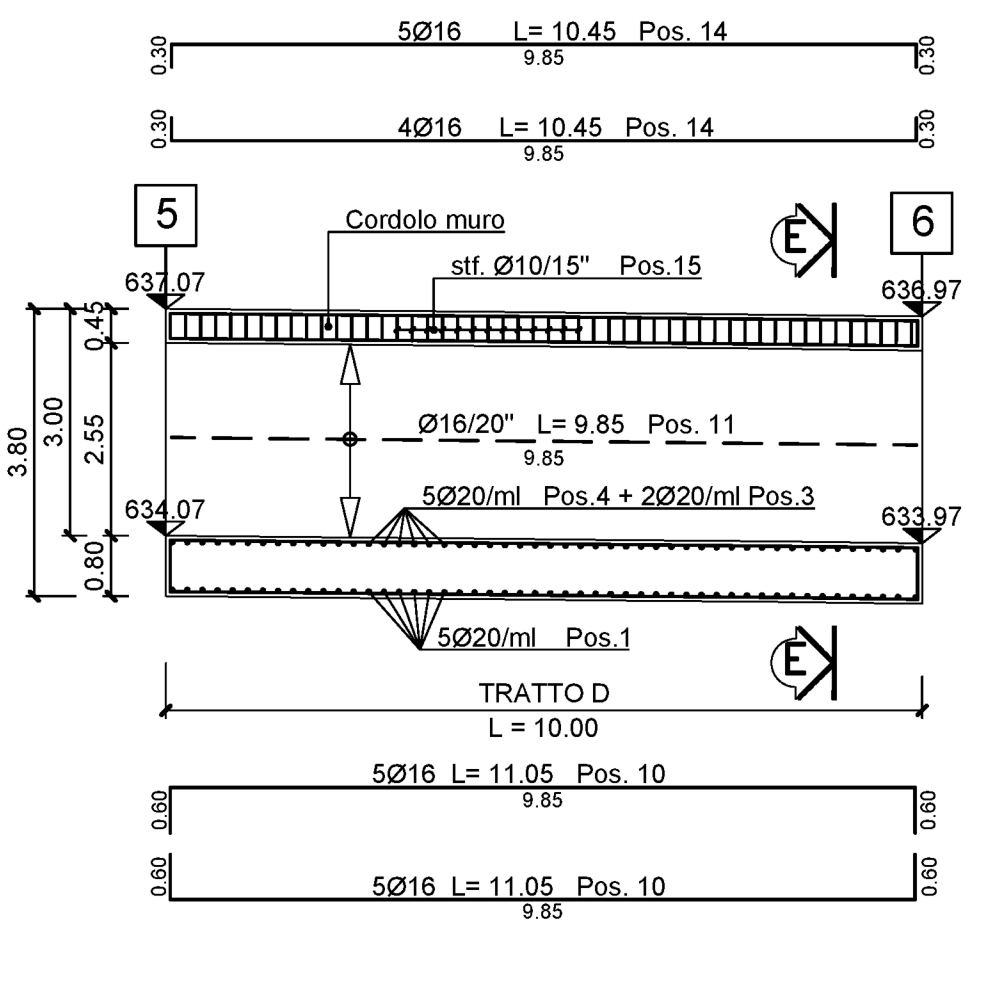 5Ø16 L= 10.45 Pos. 14
0.30
9.85
0.30
4Ø16 L= 10.45 Pos. 14
0.30
9.85
0.30
5
6
Cordolo muro
E
stf. Ø10/15" Pos.15
637.07
636.97
0.45
3.80
3.00
2.55
Ø16/20" L= 9.85 Pos. 11
9.85
5Ø20/ml Pos.4 + 2Ø20/ml Pos.3
634.07
633.97
0.80
5Ø20/ml Pos.1
E
TRATTO D
L = 10.00
5Ø16 L= 11.05 Pos. 10
0.60
9.85
0.60
0.60
5Ø16 L= 11.05 Pos. 10
0.60
9.85